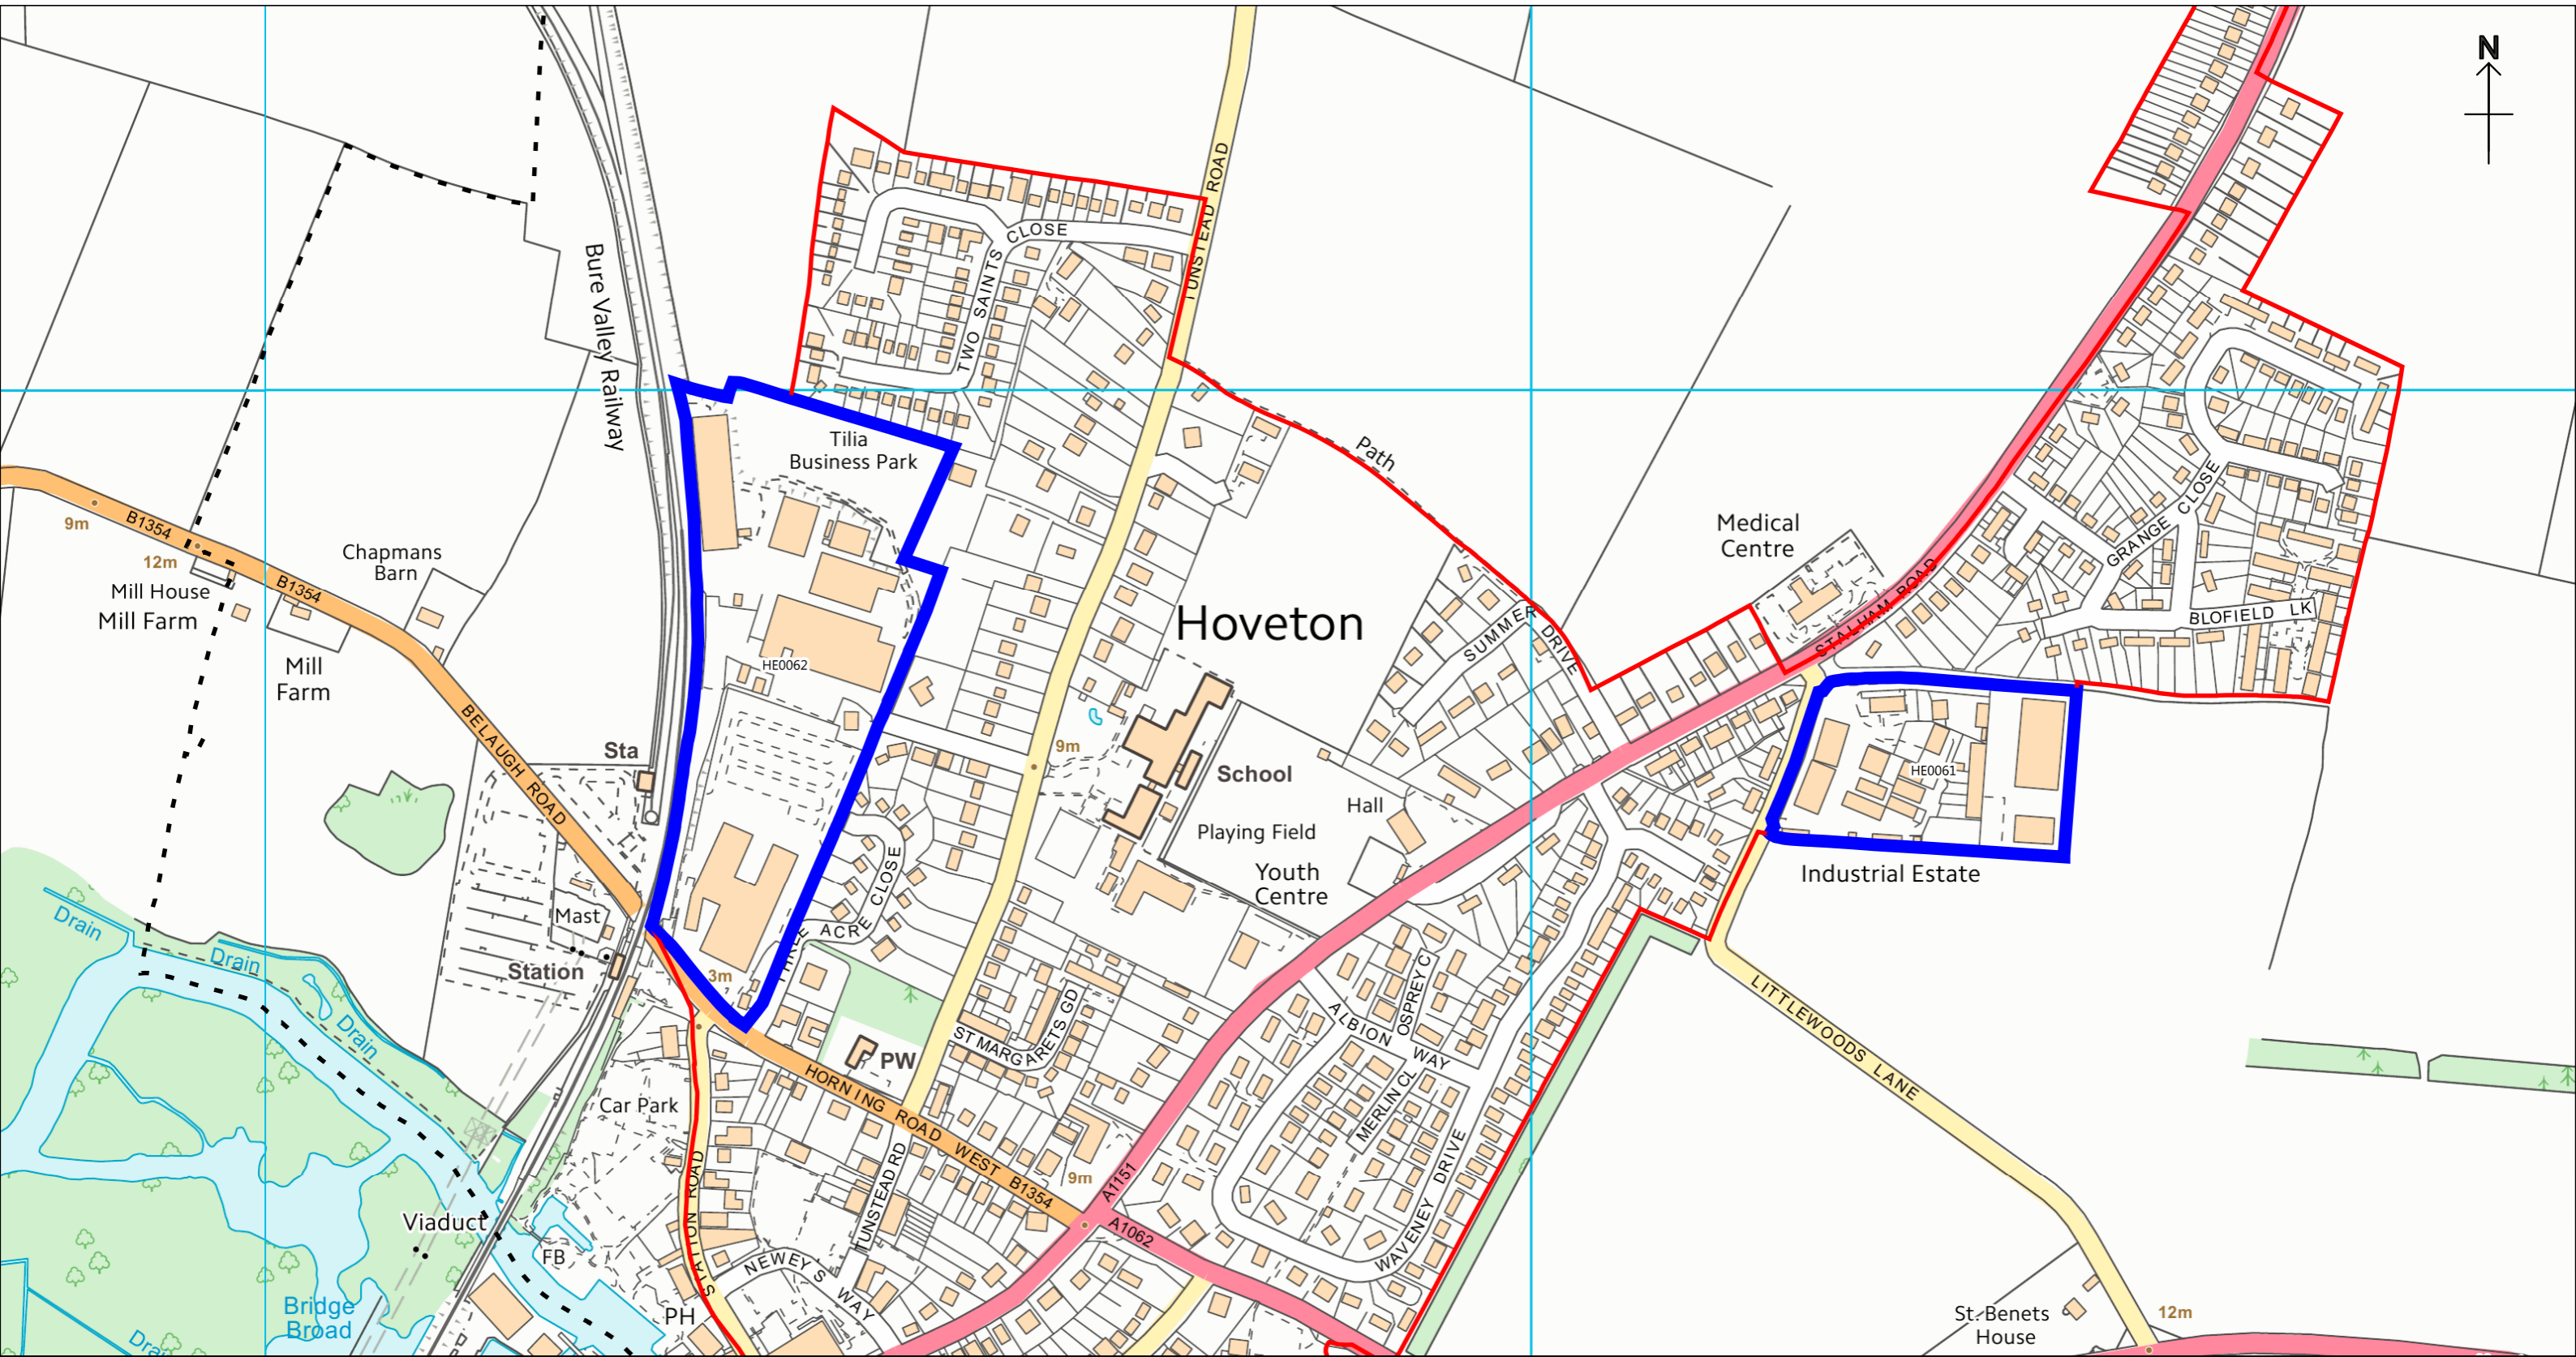 N
TUNSTEAD ROAD
CLOSE
TWO SAINTS
Bure Valley Railway
Tilia
Business Park
Path
B1354
9m
12m
B1354
Chapmans
Barn
Mill House
Mill Farm
Mill
Farm
BELAUGH ROAD
Sta
HE0062
Hoveton
SUMMER DRIVE
Medical
Centre
STALHAM ROAD
GRANGE CLOSE
BLOFIELD LK
HE0061
Industrial Estate
9m
School
Hall
Playing Field
Youth
Centre
ACRE CLOSE
Mast
Station
3m
Drain
Drain
Drain
PW
ST MARGARETS GD
HORNING ROAD WEST
B1354
Car Park
STATION ROAD
TUNSTEAD RD
9m
A1151
A1062
ALBION WAY
OSPREY C
MERLIN CL
WAVENEY DRIVE
LITTLEWOODS LANE
Viaduct
FB
NEWEY S WAY
PH
Bridge
Broad
St. Benets
House
12m